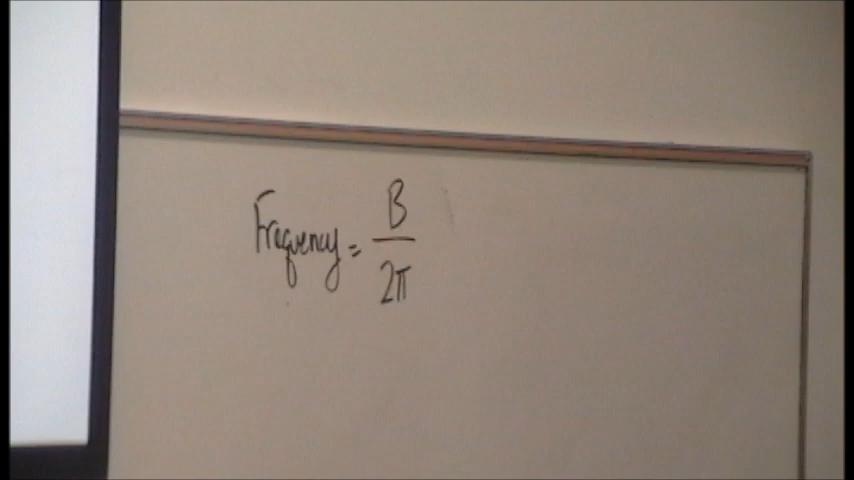 Frequency = B / 2π